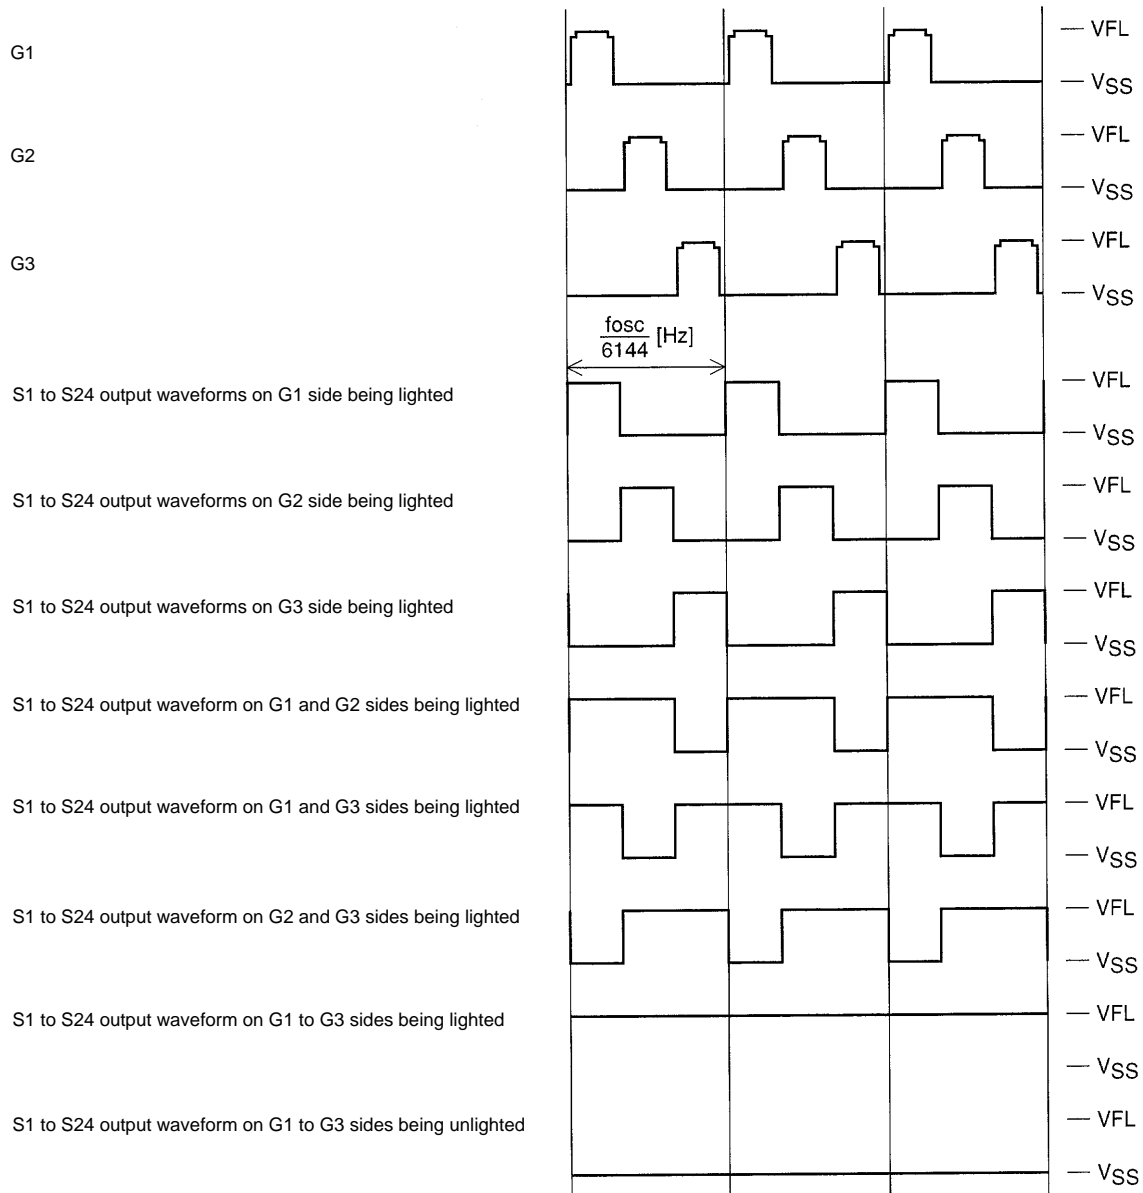 G1
— VFL
— VSS
G2
— VFL
— VSS
G3
— VFL
— VSS
fosc
6144 [Hz]
S1 to S24 output waveforms on G1 side being lighted
— VFL
— VSS
S1 to S24 output waveforms on G2 side being lighted
— VFL
— VSS
S1 to S24 output waveforms on G3 side being lighted
— VFL
— VSS
S1 to S24 output waveform on G1 and G2 sides being lighted
— VFL
— VSS
S1 to S24 output waveform on G1 and G3 sides being lighted
— VFL
— VSS
S1 to S24 output waveform on G2 and G3 sides being lighted
— VFL
— VSS
S1 to S24 output waveform on G1 to G3 sides being lighted
— VFL
— VSS
S1 to S24 output waveform on G1 to G3 sides being unlighted
— VFL
— VSS